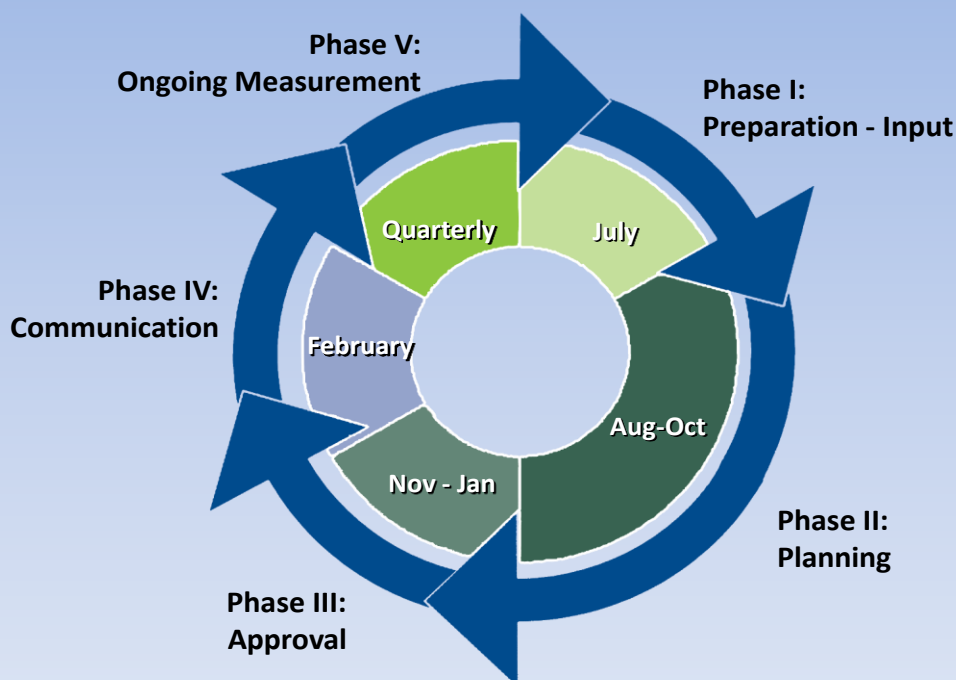 Phase V:
Ongoing Measurement
Phase I:
Preparation - Input
Quarterly
July
Phase IV:
Communication
February
Aug-Oct
Nov - Jan
Phase II:
Planning
Phase III:
Approval